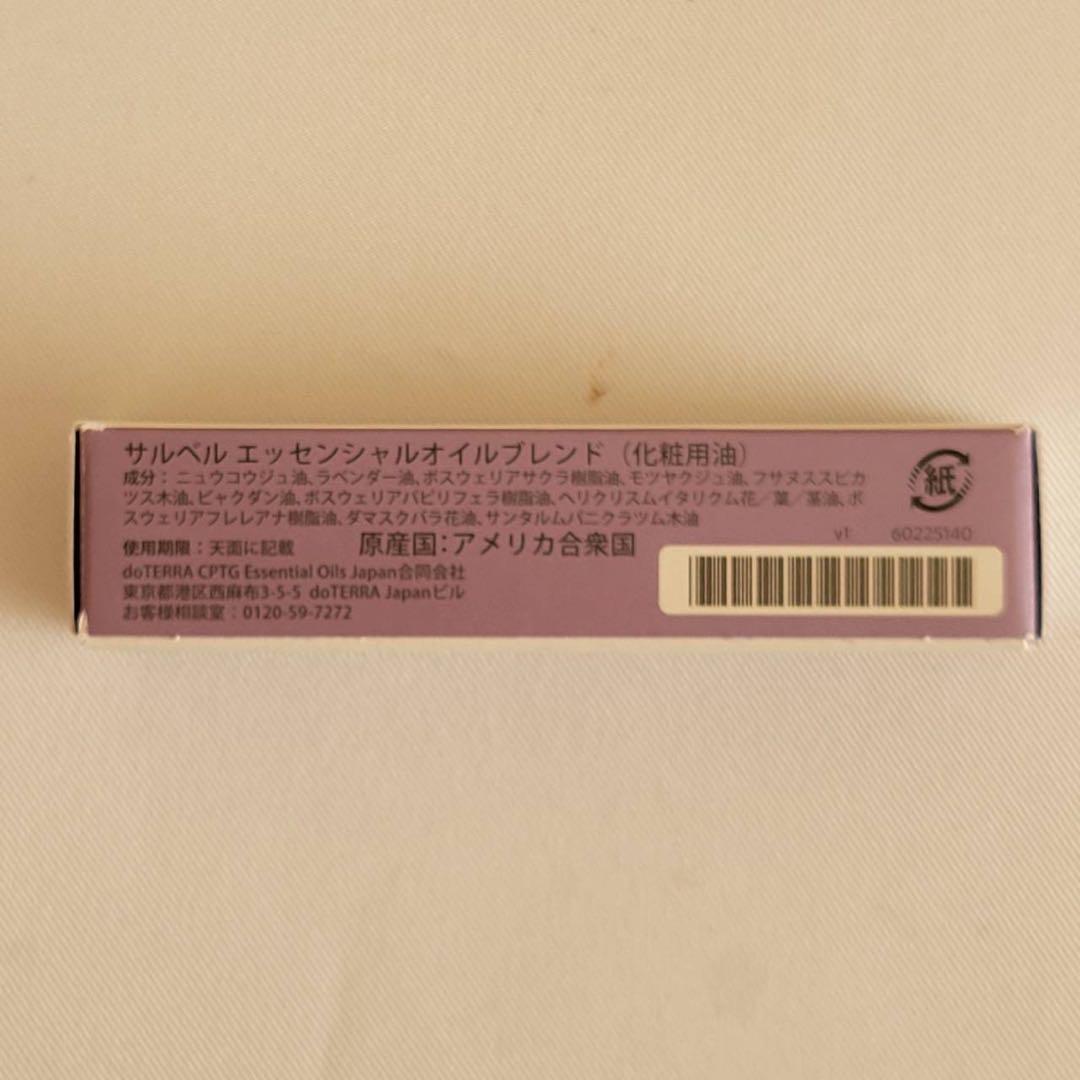 サルベル エッセンシャルオイルブレンド（化粧用油）
成分：ニュウコウジュ油、ラベンダー油、ボスウェリアサクラ樹脂油、モツヤクジュ油、フサヌススピカ
ツス木油、ビャクダン油、ボスウェリアパピリフェラ樹脂油、ヘリクリスムイタリクム花／葉／茎油、ボ
スウェリアフレレアナ樹脂油、ダマスクバラ花油、サンタルムパニクラツム木油
使用期限：天面に記載 原産国：アメリカ合衆国
doTERRA CPTG Essential Oils Japan合同会社
東京都港区西麻布3-5-5 doTERRA Japanビル
お客様相談室：0120-59-7272
紙
v1 60225140